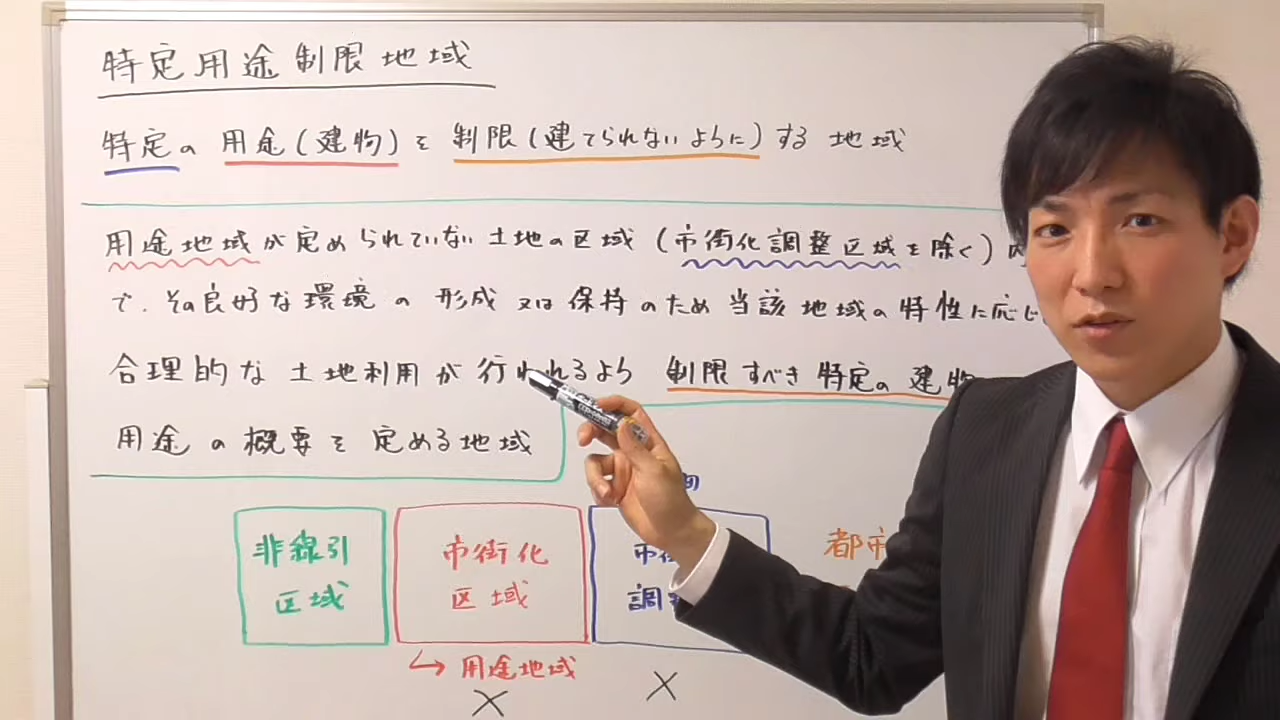 特定用途制限地域
特定の用途(建物)を制限(建てられないように)する地域
用途地域が定められていない土地の区域(市街化調整区域を除く)内
で、その良好な環境の形成又は保持のため当該地域の特性に応じ
合理的な土地利用が行われるよう制限すべき特定の建物
用途の概要を定める地域
非線引
区域
市街化
区域
市街
調整
都市
→用途地域
×
×